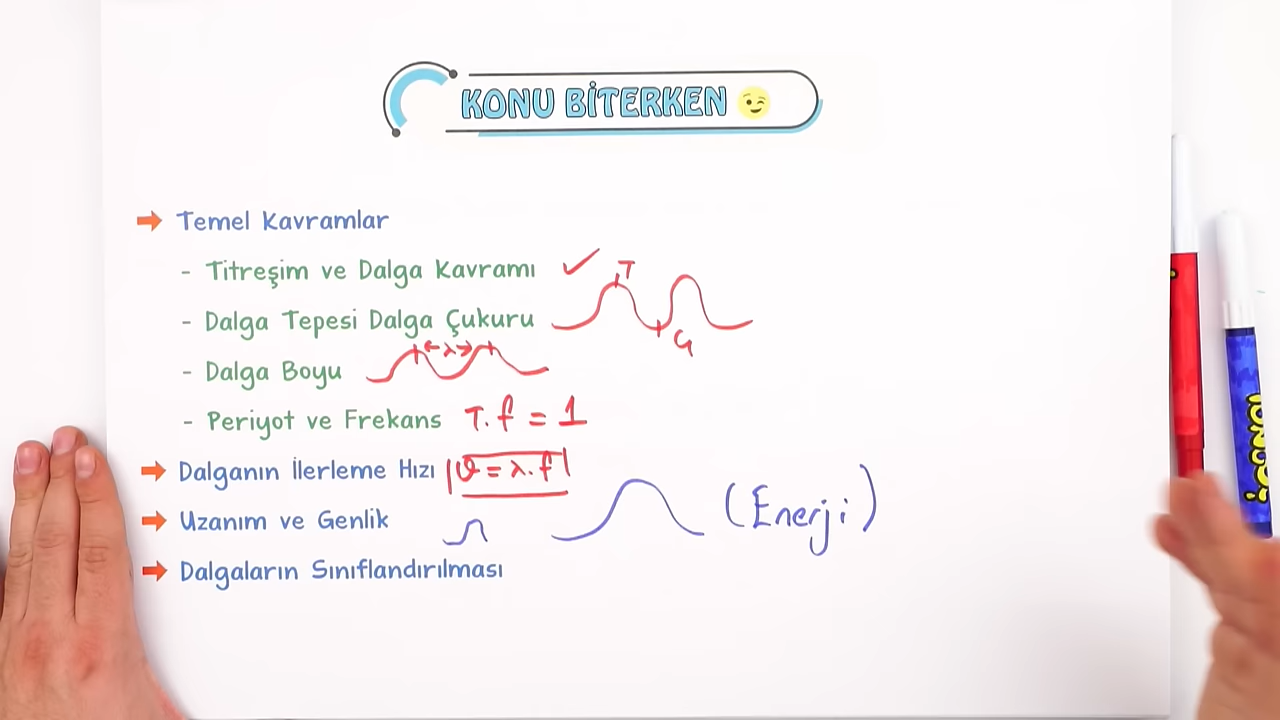 KONU BİTERKEN
Temel Kavramlar
- Titreşim ve Dalga Kavramı
T
- Dalga Tepesi Dalga Çukuru
Ç
- Dalga Boyu
λ
- Periyot ve Frekans T.f = 1
Dalganın İlerleme Hızı ϑ = λ.f
Uzanım ve Genlik (Enerji)
Dalgaların Sınıflandırılması